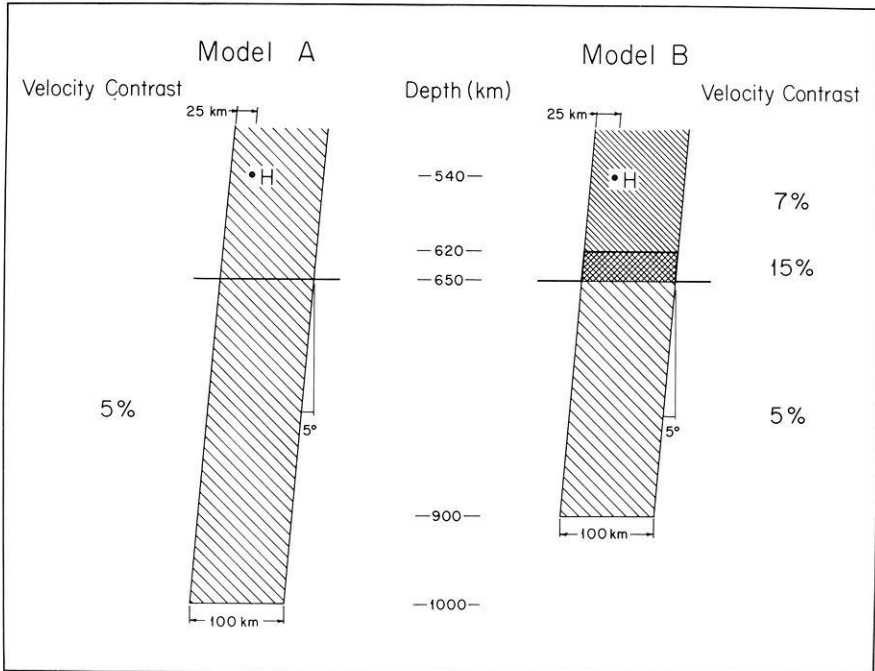 Model A
Model B
Velocity Contrast
Depth (km)
Velocity Contrast
25 km
25 km
H
—540—
H
7%
—620—
15%
—650—
5%
5%
5°
5°
—900—
100 km
—1000—
100 km